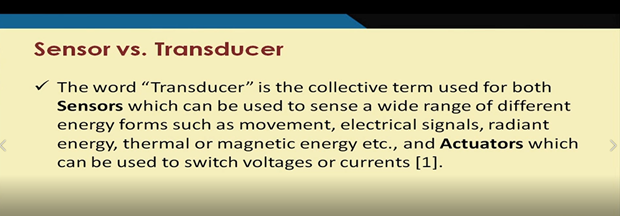 Sensor vs. Transducer
✓ The word “Transducer” is the collective term used for both
Sensors which can be used to sense a wide range of different
energy forms such as movement, electrical signals, radiant
energy, thermal or magnetic energy etc., and Actuators which
can be used to switch voltages or currents [1].